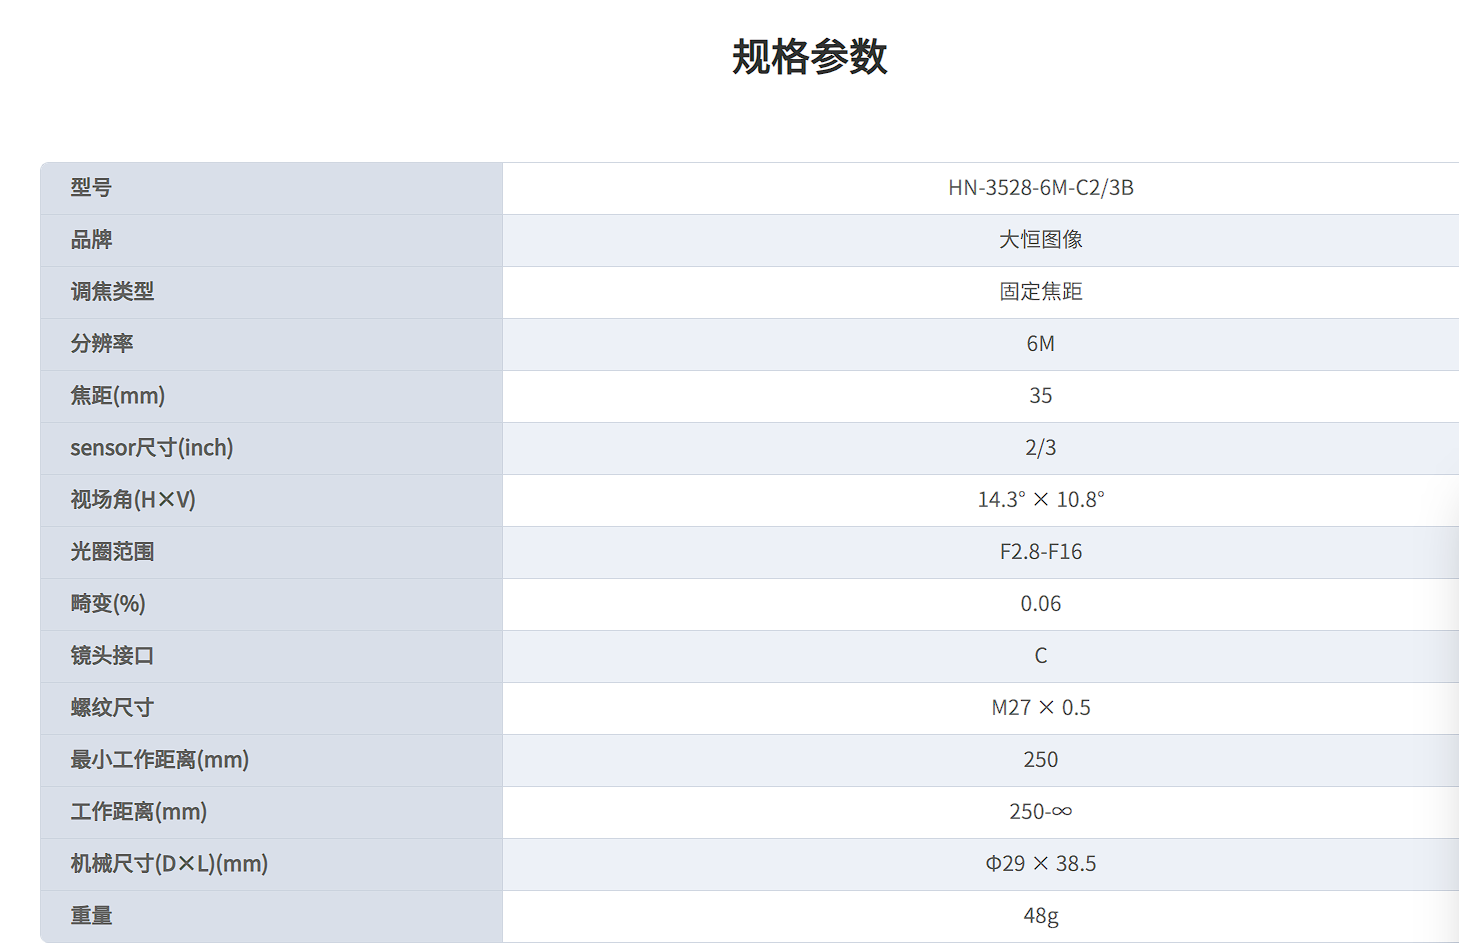 规格参数
型号 HN-3528-6M-C2/3B
品牌 大恒图像
调焦类型 固定焦距
分辨率 6M
焦距(mm) 35
sensor尺寸(inch) 2/3
视场角(H×V) 14.3° × 10.8°
光圈范围 F2.8-F16
畸变(%) 0.06
镜头接口 C
螺纹尺寸 M27 × 0.5
最小工作距离(mm) 250
工作距离(mm) 250-∞
机械尺寸(D×L)(mm) Φ29 × 38.5
重量 48g